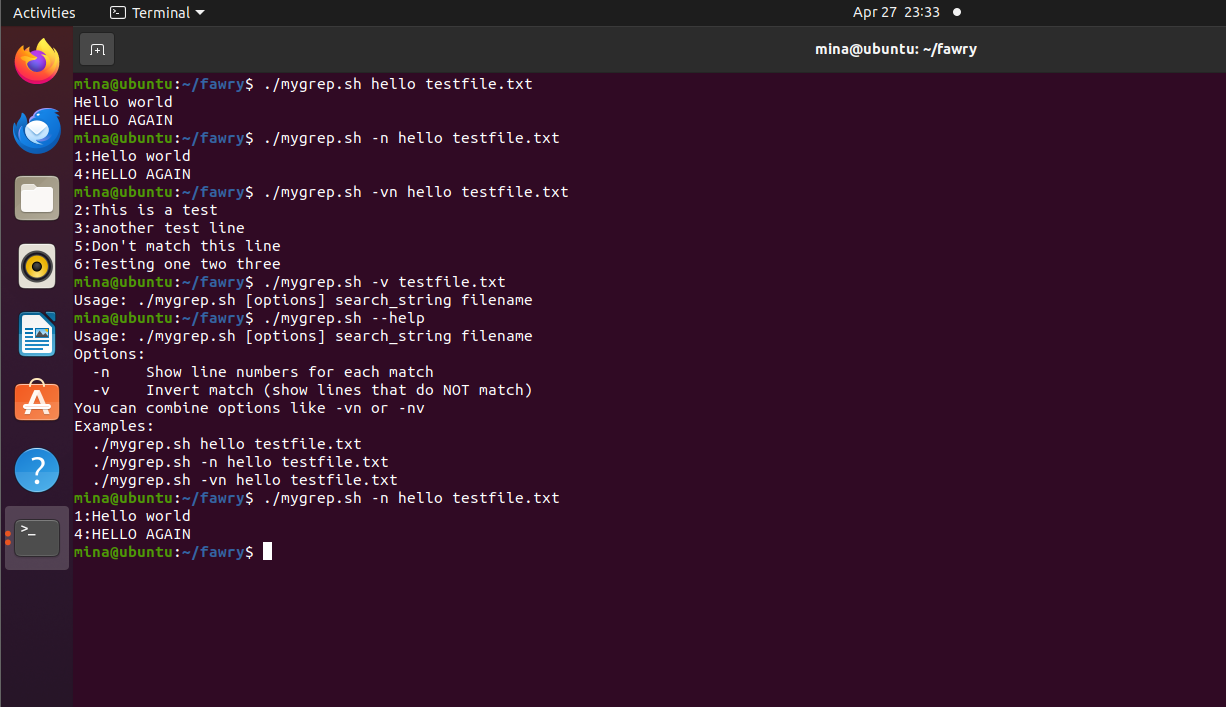 Activities
Terminal
Apr 27 23:33
mina@ubuntu: ~/fawry
mina@ubuntu:~/fawry$ ./mygrep.sh hello testfile.txt
Hello world
HELLO AGAIN
mina@ubuntu:~/fawry$ ./mygrep.sh -n hello testfile.txt
1:Hello world
4:HELLO AGAIN
mina@ubuntu:~/fawry$ ./mygrep.sh -vn hello testfile.txt
2:This is a test
3:another test line
5:Don't match this line
6:Testing one two three
mina@ubuntu:~/fawry$ ./mygrep.sh -v testfile.txt
Usage: ./mygrep.sh [options] search_string filename
mina@ubuntu:~/fawry$ ./mygrep.sh --help
Usage: ./mygrep.sh [options] search_string filename
Options:
  -n    Show line numbers for each match
  -v    Invert match (show lines that do NOT match)
You can combine options like -vn or -nv
Examples:
  ./mygrep.sh hello testfile.txt
  ./mygrep.sh -n hello testfile.txt
  ./mygrep.sh -vn hello testfile.txt
mina@ubuntu:~/fawry$ ./mygrep.sh -n hello testfile.txt
1:Hello world
4:HELLO AGAIN
mina@ubuntu:~/fawry$